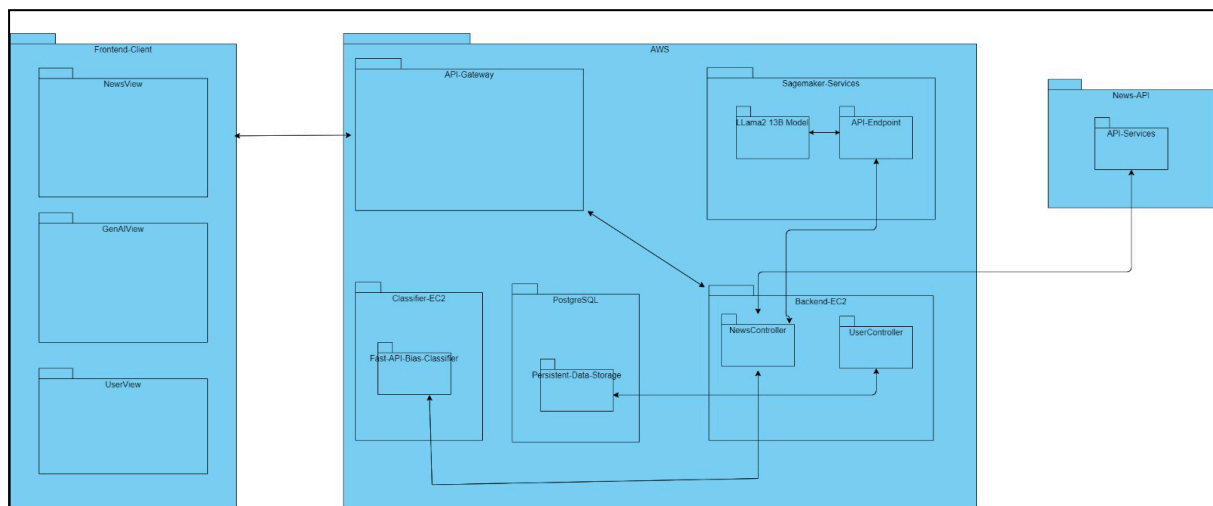 Frontend-Client
NewsView
GenAIView
UserView
AWS
API-Gateway
Sagemaker-Services
LLama2 13B Model
API-Endpoint
Classifier-EC2
Fast-API-Bias-Classifier
PostgreSQL
Persistent-Data-Storage
Backend-EC2
NewsController
UserController
News-API
API-Services